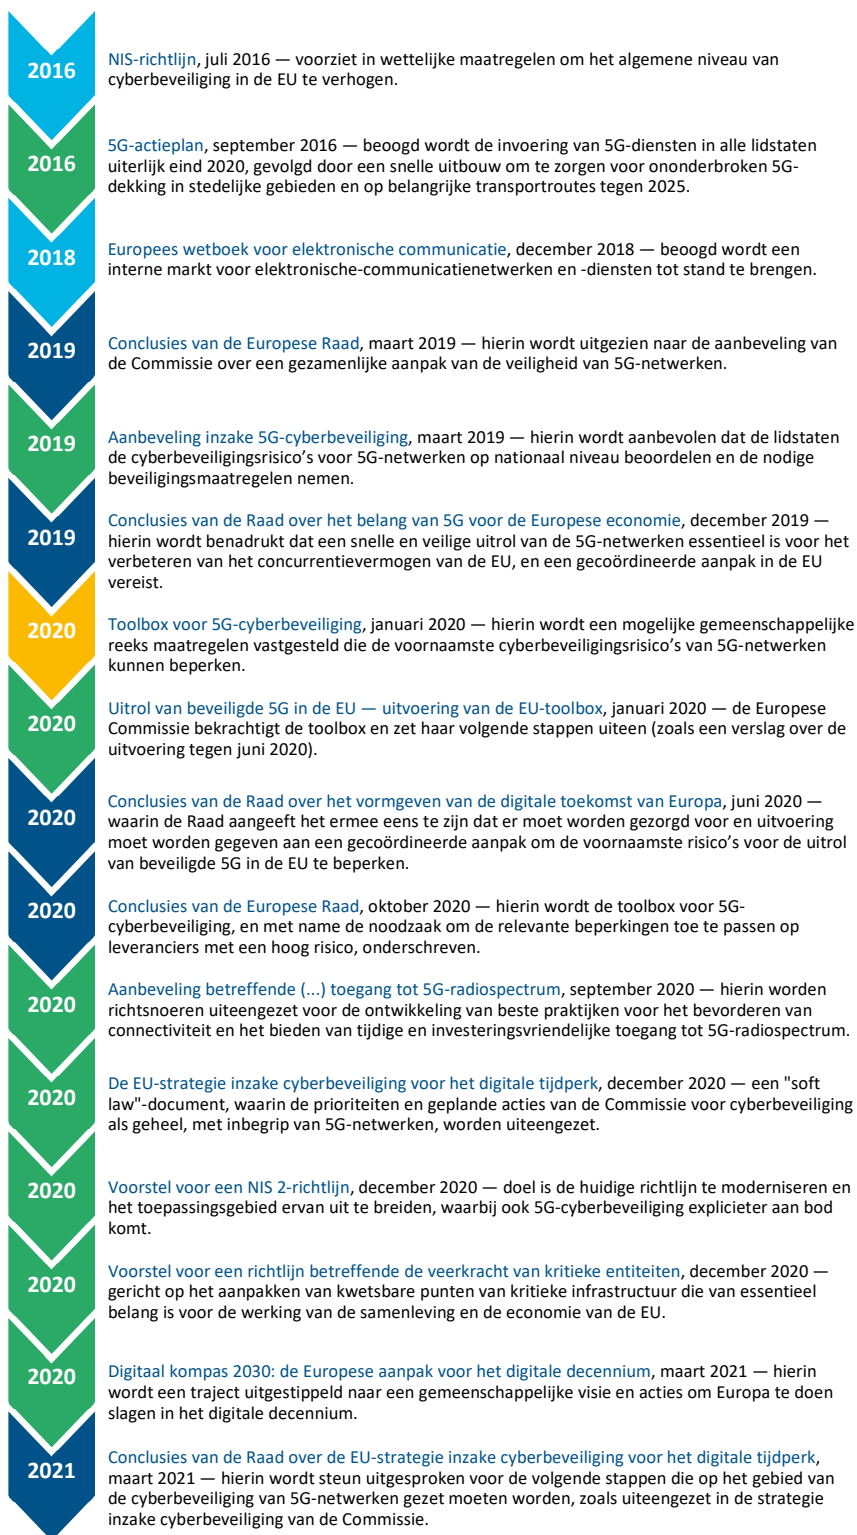 2016
NIS-richtlijn, juli 2016 — voorziet in wettelijke maatregelen om het algemene niveau van
cyberbeveiliging in de EU te verhogen.
2016
5G-actieplan, september 2016 — beoogd wordt de invoering van 5G-diensten in alle lidstaten
uiterlijk eind 2020, gevolgd door een snelle uitbouw om te zorgen voor ononderbroken 5G-
dekking in stedelijke gebieden en op belangrijke transportroutes tegen 2025.
2018
Europees wetboek voor elektronische communicatie, december 2018 — beoogd wordt een
interne markt voor elektronische-communicatienetwerken en -diensten tot stand te brengen.
2019
Conclusies van de Europese Raad, maart 2019 — hierin wordt uitgezien naar de aanbeveling van
de Commissie over een gezamenlijke aanpak van de veiligheid van 5G-netwerken.
2019
Aanbeveling inzake 5G-cyberbeveiliging, maart 2019 — hierin wordt aanbevolen dat de lidstaten
de cyberbeveiligingsrisico’s voor 5G-netwerken op nationaal niveau beoordelen en de nodige
beveiligingsmaatregelen nemen.
2019
Conclusies van de Raad over het belang van 5G voor de Europese economie, december 2019 —
hierin wordt benadrukt dat een snelle en veilige uitrol van de 5G-netwerken essentieel is voor het
verbeteren van het concurrentievermogen van de EU, en een gecoördineerde aanpak in de EU
vereist.
2020
Toolbox voor 5G-cyberbeveiliging, januari 2020 — hierin wordt een mogelijke gemeenschappelijke
reeks maatregelen vastgesteld die de voornaamste cyberbeveiligingsrisico’s van 5G-netwerken
kunnen beperken.
2020
Uitrol van beveiligde 5G in de EU — uitvoering van de EU-toolbox, januari 2020 — de Europese
Commissie bekrachtigt de toolbox en zet haar volgende stappen uiteen (zoals een verslag over de
uitvoering tegen juni 2020).
2020
Conclusies van de Raad over het vormgeven van de digitale toekomst van Europa, juni 2020 —
waarin de Raad aangeeft het ermee eens te zijn dat er moet worden gezorgd voor en uitvoering
moet worden gegeven aan een gecoördineerde aanpak om de voornaamste risico’s voor de uitrol
van beveiligde 5G in de EU te beperken.
2020
Conclusies van de Europese Raad, oktober 2020 — hierin wordt de toolbox voor 5G-
cyberbeveiliging, en met name de noodzaak om de relevante beperkingen toe te passen op
leveranciers met een hoog risico, onderschreven.
2020
Aanbeveling betreffende (...) toegang tot 5G-radiospectrum, september 2020 — hierin worden
richtsnoeren uiteengezet voor de ontwikkeling van beste praktijken voor het bevorderen van
connectiviteit en het bieden van tijdige en investeringsvriendelijke toegang tot 5G-radiospectrum.
2020
De EU-strategie inzake cyberbeveiliging voor het digitale tijdperk, december 2020 — een "soft
law"-document, waarin de prioriteiten en geplande acties van de Commissie voor cyberbeveiliging
als geheel, met inbegrip van 5G-netwerken, worden uiteengezet.
2020
Voorstel voor een NIS 2-richtlijn, december 2020 — doel is de huidige richtlijn te moderniseren en
het toepassingsgebied ervan uit te breiden, waarbij ook 5G-cyberbeveiliging explicieter aan bod
komt.
2020
Voorstel voor een richtlijn betreffende de veerkracht van kritieke entiteiten, december 2020 —
gericht op het aanpakken van kwetsbare punten van kritieke infrastructuur die van essentieel
belang is voor de werking van de samenleving en de economie van de EU.
2020
Digitaal kompas 2030: de Europese aanpak voor het digitale decennium, maart 2021 — hierin
wordt een traject uitgestippeld naar een gemeenschappelijke visie en acties om Europa te doen
slagen in het digitale decennium.
2021
Conclusies van de Raad over de EU-strategie inzake cyberbeveiliging voor het digitale tijdperk,
maart 2021 — hierin wordt steun uitgesproken voor de volgende stappen die op het gebied van
de cyberbeveiliging van 5G-netwerken gezet moeten worden, zoals uiteengezet in de strategie
inzake cyberbeveiliging van de Commissie.